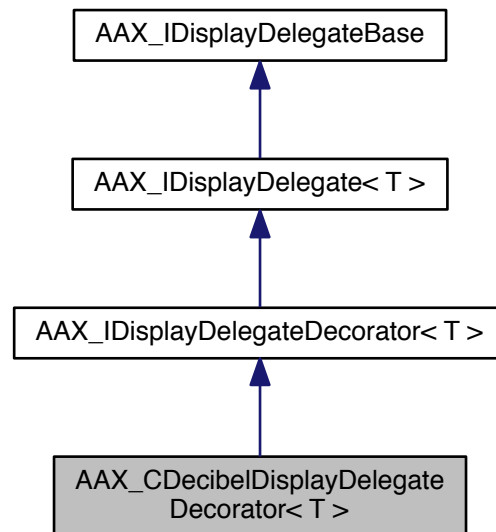 AAX_IDisplayDelegateBase
AAX_IDisplayDelegate< T >
AAX_IDisplayDelegateDecorator< T >
AAX_CDecibelDisplayDelegate
Decorator< T >